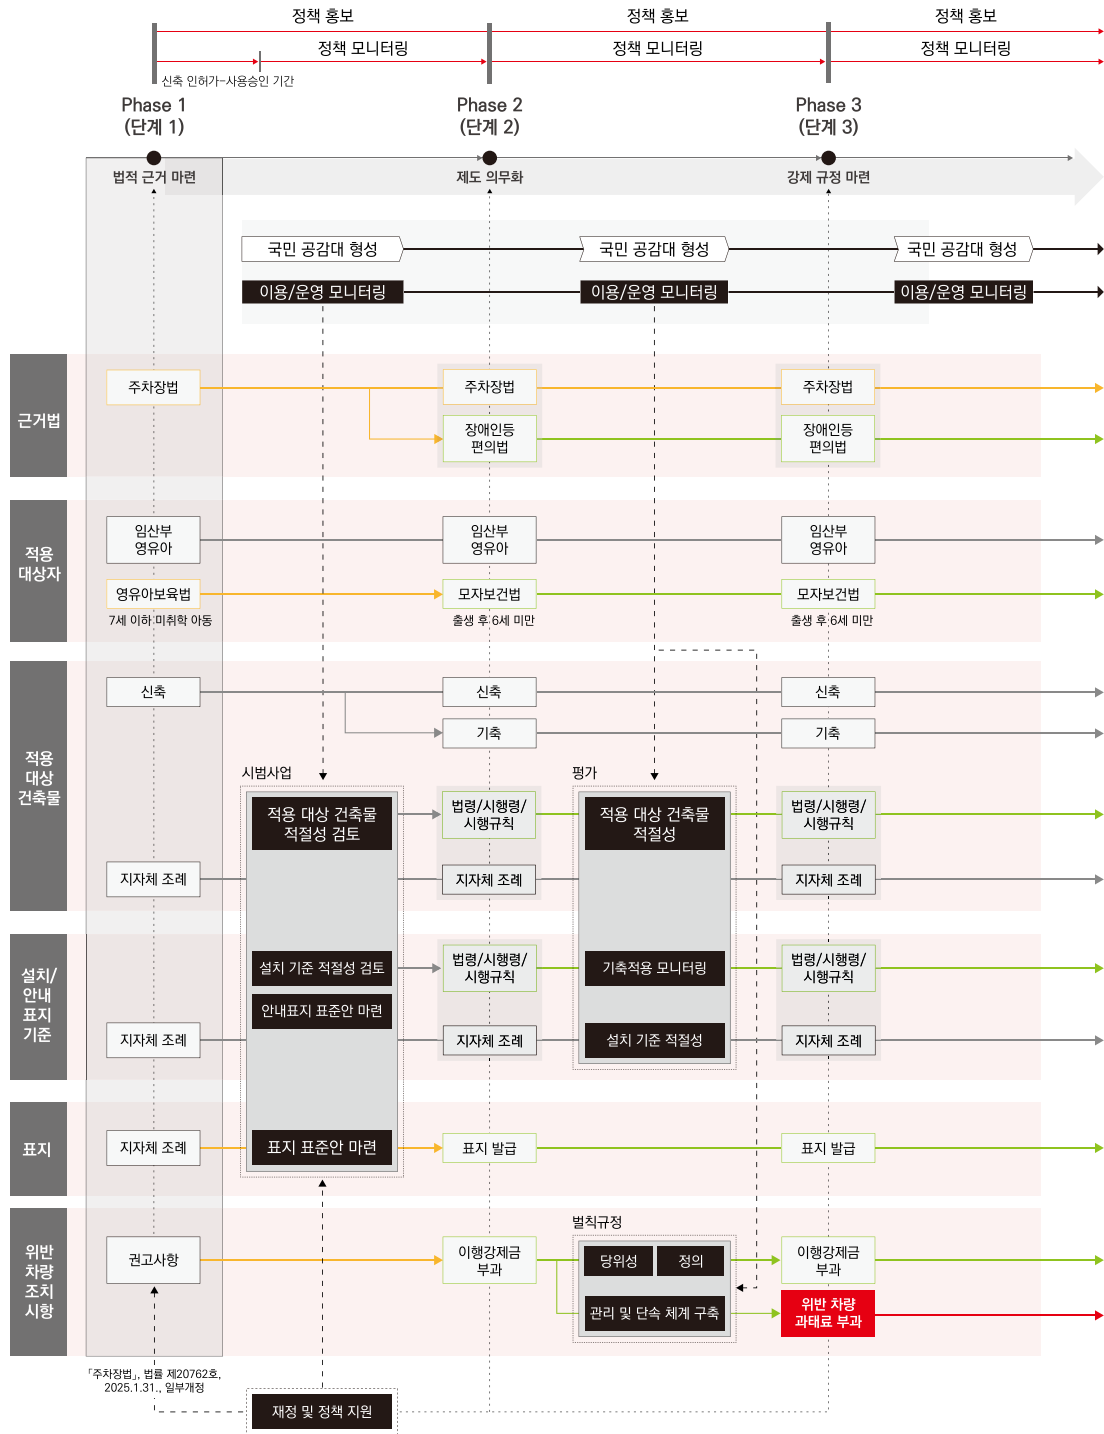 정책 홍보
정책 홍보
정책 홍보
정책 모니터링
정책 모니터링
정책 모니터링
신축 인허가-사용승인 기간
Phase 1
(단계 1)
Phase 2
(단계 2)
Phase 3
(단계 3)
법적 근거 마련
제도 의무화
강제 규정 마련
국민 공감대 형성
국민 공감대 형성
국민 공감대 형성
이용/운영 모니터링
이용/운영 모니터링
이용/운영 모니터링
근거법
주차장법
주차장법
주차장법
장애인등
편의법
장애인등
편의법
적용
대상자
임산부
영유아
임산부
영유아
임산부
영유아
영유아보육법
모자보건법
모자보건법
7세 이하 미취학 아동
출생 후 6세 미만
출생 후 6세 미만
적용
대상
건축물
신축
신축
신축
기축
기축
시범사업
평가
적용 대상 건축물
적절성 검토
법령/시행령/
시행규칙
적용 대상 건축물
적절성
법령/시행령/
시행규칙
지자체 조례
지자체 조례
지자체 조례
설치/
안내
표지
기준
설치 기준 적절성 검토
법령/시행령/
시행규칙
기축적용 모니터링
법령/시행령/
시행규칙
안내표지 표준안 마련
지자체 조례
지자체 조례
설치 기준 적절성
지자체 조례
표지
지자체 조례
표지 표준안 마련
표지 발급
표지 발급
위반
차량
조치
시항
벌칙규정
권고사항
이행강제금
부과
당위성
정의
이행강제금
부과
관리 및 단속 체계 구축
위반 차량
과태료 부과
「주차장법」, 법률 제20762호,
2025.1.31., 일부개정
재정 및 정책 지원